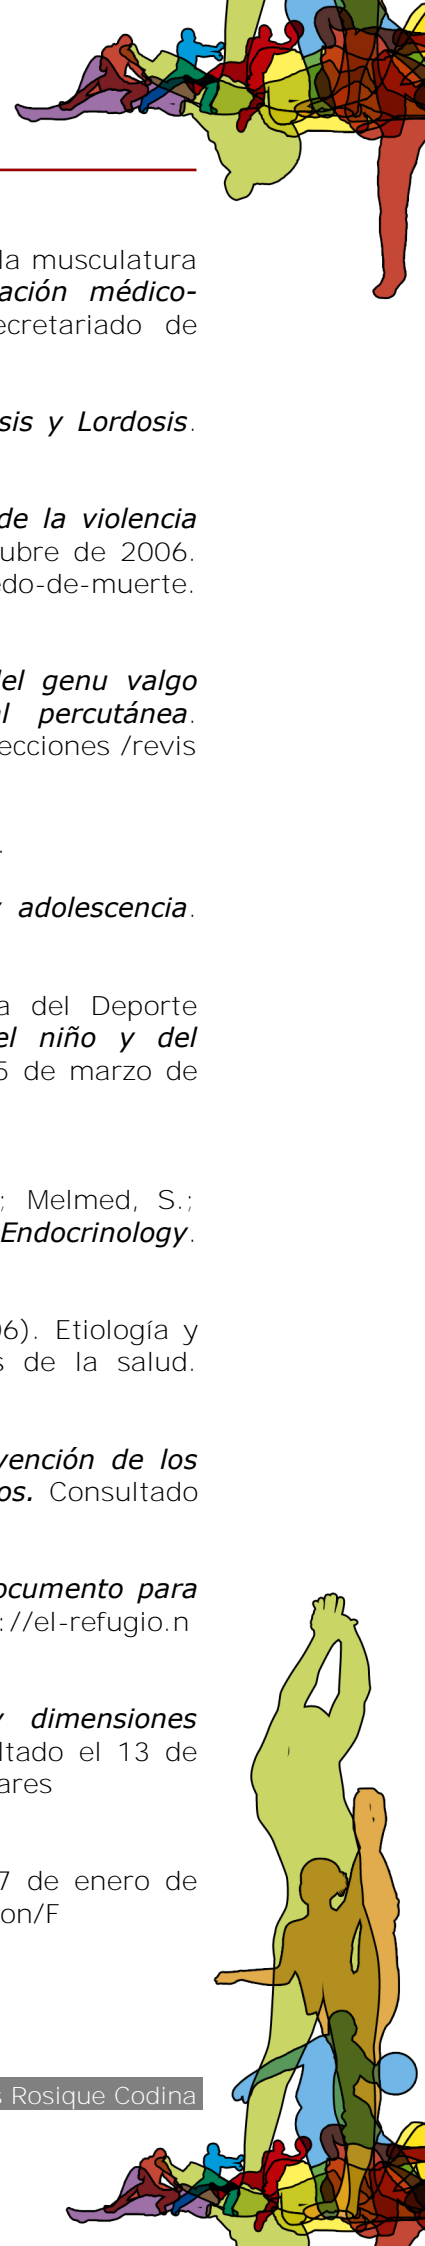 la musculatura
ación médico-
ecretariado de
sis y Lordosis.
de la violencia
ubre de 2006.
edo-de-muerte.
del genu valgo
l percutánea.
ecciones /revis
.
y adolescencia.
a del Deporte
el niño y del
5 de marzo de
; Melmed, S.;
Endocrinology.
06). Etiología y
s de la salud.
vención de los
os. Consultado
ocumento para
://el-refugio.n
y dimensiones
ltado el 13 de
ares
7 de enero de
on/F
s Rosique Codina